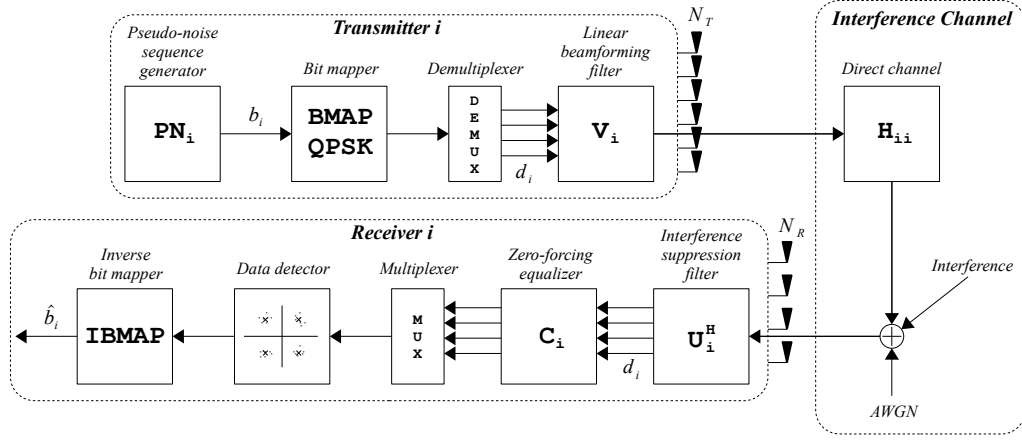 Transmitter i
Interference Channel
Pseudo-noise
sequence
generator
Bit mapper
Demultiplexer
Linear
beamforming
filter
N_T
Direct channel
PN_i
b_i
BMAP
QPSK
D
E
M
U
X
d_i
V_i
H_ii
Receiver i
Inverse
bit mapper
Data detector
Multiplexer
Zero-forcing
equalizer
Interference
suppression
filter
N_R
Interference
b̂_i
IBMAP
M
U
X
C_i
d_i
U_i^H
AWGN